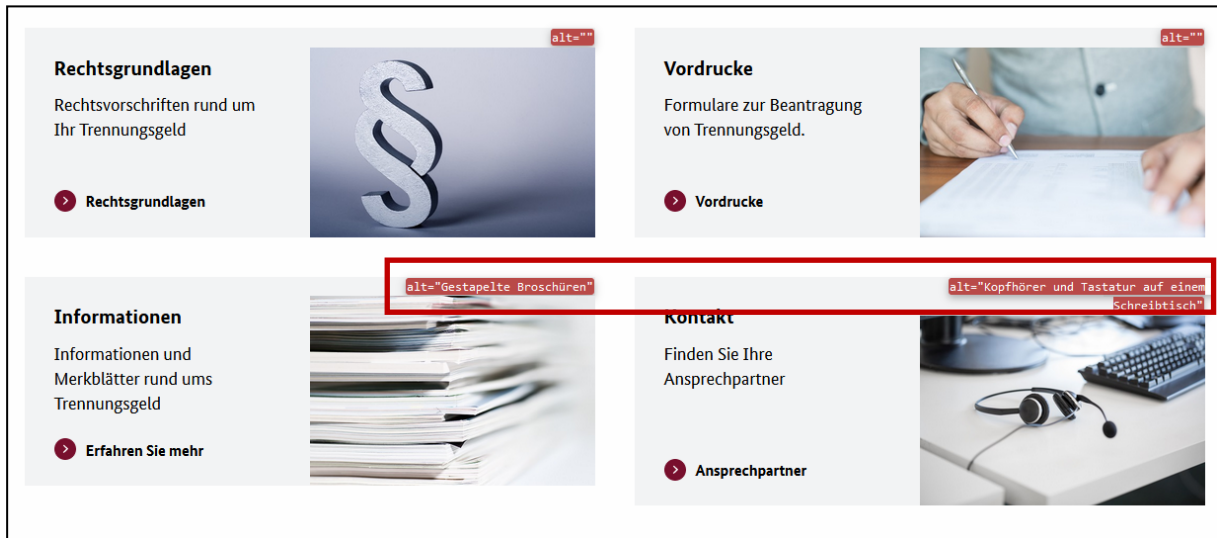 alt=""
Rechtsgrundlagen
Rechtsvorschriften rund um
Ihr Trennungsgeld
Rechtsgrundlagen
alt=""
Vordrucke
Formulare zur Beantragung
von Trennungsgeld.
Vordrucke
alt="Gestapelte Broschüren"
Informationen
Informationen und
Merkblätter rund ums
Trennungsgeld
Erfahren Sie mehr
alt="Kopfhörer und Tastatur auf einem
Schreibtisch"
Kontakt
Finden Sie Ihre
Ansprechpartner
Ansprechpartner